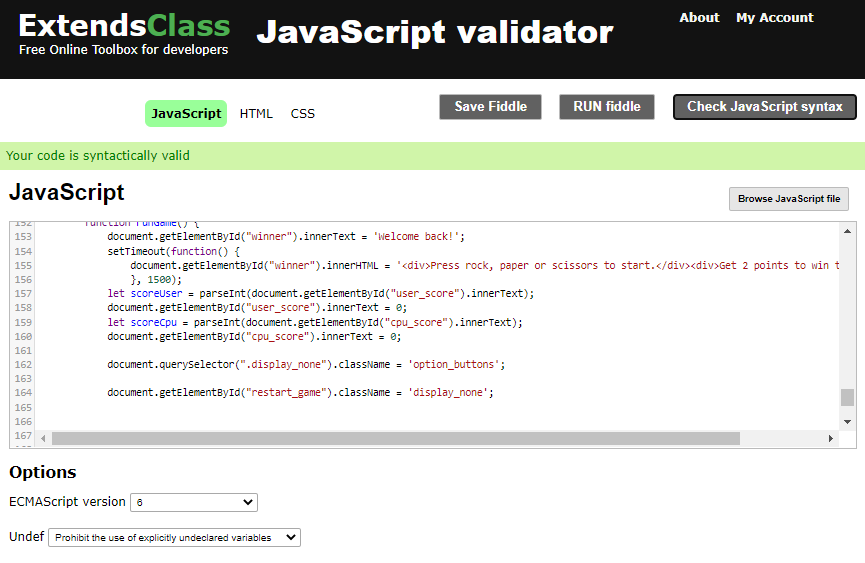 ExtendsClass
Free Online Toolbox for developers
JavaScript validator
About My Account
JavaScript HTML CSS
Save Fiddle RUN fiddle Check JavaScript syntax
Your code is syntactically valid
JavaScript
Browse JavaScript file
152 function runGame() {
153 document.getElementById("winner").innerText = 'Welcome back!';
154 setTimeout(function() {
155 document.getElementById("winner").innerHTML = '<div>Press rock, paper or scissors to start.</div><div>Get 2 points to win t
156 }, 1500);
157 let scoreUser = parseInt(document.getElementById("user_score").innerText);
158 document.getElementById("user_score").innerText = 0;
159 let scoreCpu = parseInt(document.getElementById("cpu_score").innerText);
160 document.getElementById("cpu_score").innerText = 0;
161
162 document.querySelector(".display_none").className = 'option_buttons';
163
164 document.getElementById("restart_game").className = 'display_none';
165
166
167
Options
ECMAScript version 6
Undef Prohibit the use of explicitly undeclared variables